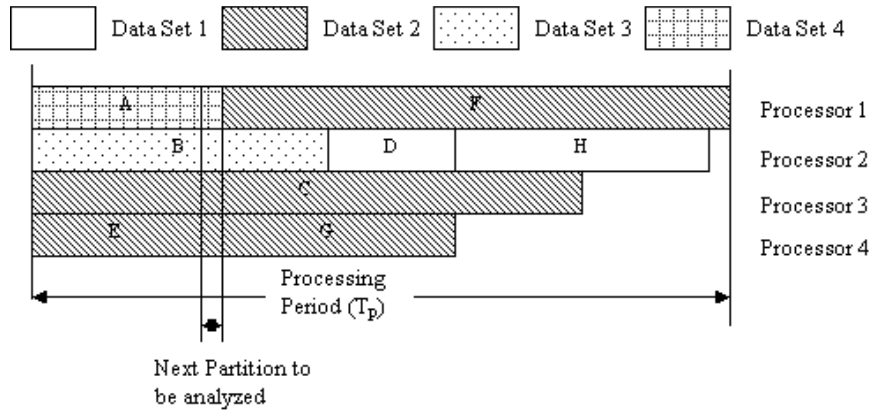 Data Set 1
Data Set 2
Data Set 3
Data Set 4
A
F
Processor 1
B
D
H
Processor 2
C
Processor 3
E
G
Processor 4
Processing
Period (Tp)
Next Partition to
be analyzed